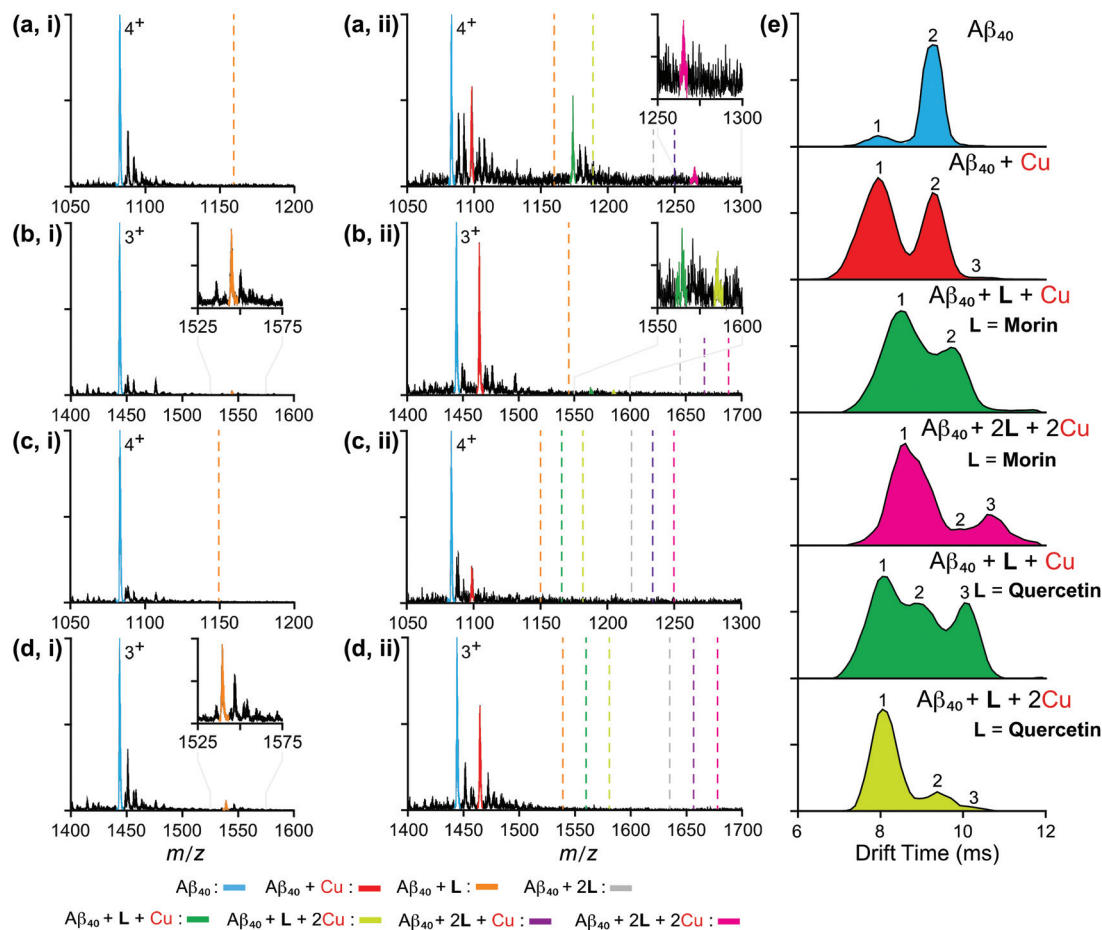 (a, i)
4+
1050 1100 1150 1200
(a, ii)
4+
1250 1300
1050 1100 1150 1200 1250 1300
(b, i)
3+
1525 1575
1400 1450 1500 1550 1600
(b, ii)
3+
1550 1600
1400 1450 1500 1550 1600 1650 1700
(c, i)
4+
1050 1100 1150 1200
(c, ii)
4+
1050 1100 1150 1200 1250 1300
(d, i)
3+
1525 1575
1400 1450 1500 1550 1600
m/z
(d, ii)
3+
1400 1450 1500 1550 1600 1650 1700
m/z
(e)
Aβ40
1 2
Aβ40 + Cu
1 2 3
Aβ40 + L + Cu
L = Morin
1 2
Aβ40 + 2L + 2Cu
L = Morin
1 2 3
Aβ40 + L + Cu
L = Quercetin
1 2 3
Aβ40 + L + 2Cu
L = Quercetin
1 2 3
6 8 10 12
Drift Time (ms)
Aβ40 : Aβ40 + Cu : Aβ40 + L : Aβ40 + 2L :
Aβ40 + L + Cu : Aβ40 + L + 2Cu : Aβ40 + 2L + Cu : Aβ40 + 2L + 2Cu :